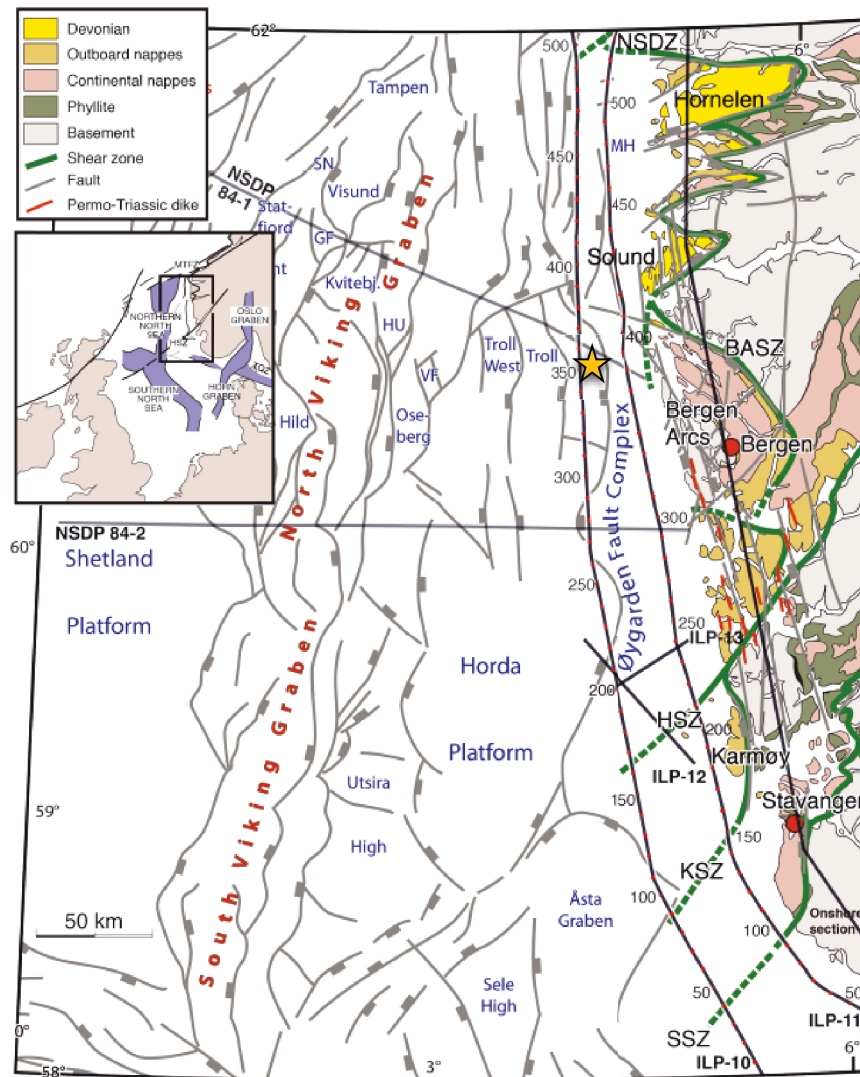 Devonian
Outboard nappes
Continental nappes
Phyllite
Basement
Shear zone
Fault
Permo-Triassic dike
62°
6°
NSDZ
Hornelen
500
500
MH
450
450
Tampen
SN
Visund
NSDP
84-1
Stat-
fjord
GF
Kvitebj.
HU
North Viking Graben
Solund
400
400
MTFZ
NORTHERN
NORTH
SEA
HSZ
OSLO
GRABEN
SOUTHERN
NORTH
SEA
HORN
GRABEN
Troll
West
Troll
350
VF
Ose-
berg
Hild
BASZ
Bergen
Arcs
Bergen
300
300
Øygarden Fault Complex
NSDP 84-2
60°
Shetland
Platform
250
250
ILP-13
Horda
Platform
200
200
HSZ
ILP-12
Karmøy
South Viking Graben
Utsira
High
59°
150
150
Stavanger
KSZ
100
100
Åsta
Graben
Onshore
section
50 km
Sele
High
50
50
SSZ
ILP-10
ILP-11
0°
58°
3°
6°